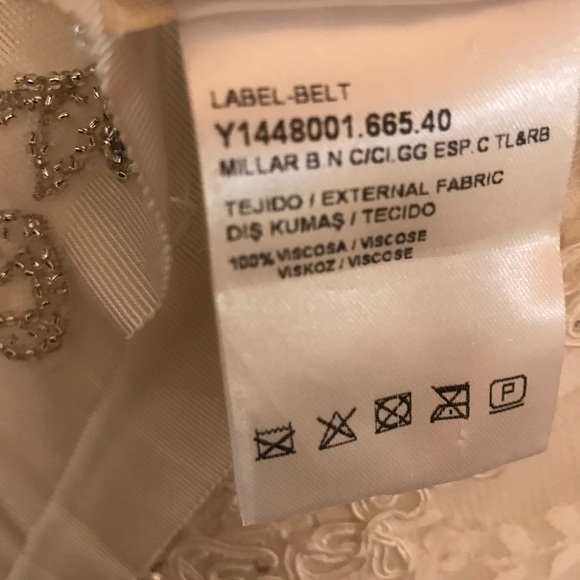 LABEL-BELT
Y1448001.665.40
MILLAR B.N C/CI.GG ESP.C TL&RB
TEJIDO / EXTERNAL FABRIC
DIŞ KUMAŞ / TECIDO
100% VISCOSA / VISCOSE
VISKOZ / VISCOSE
P